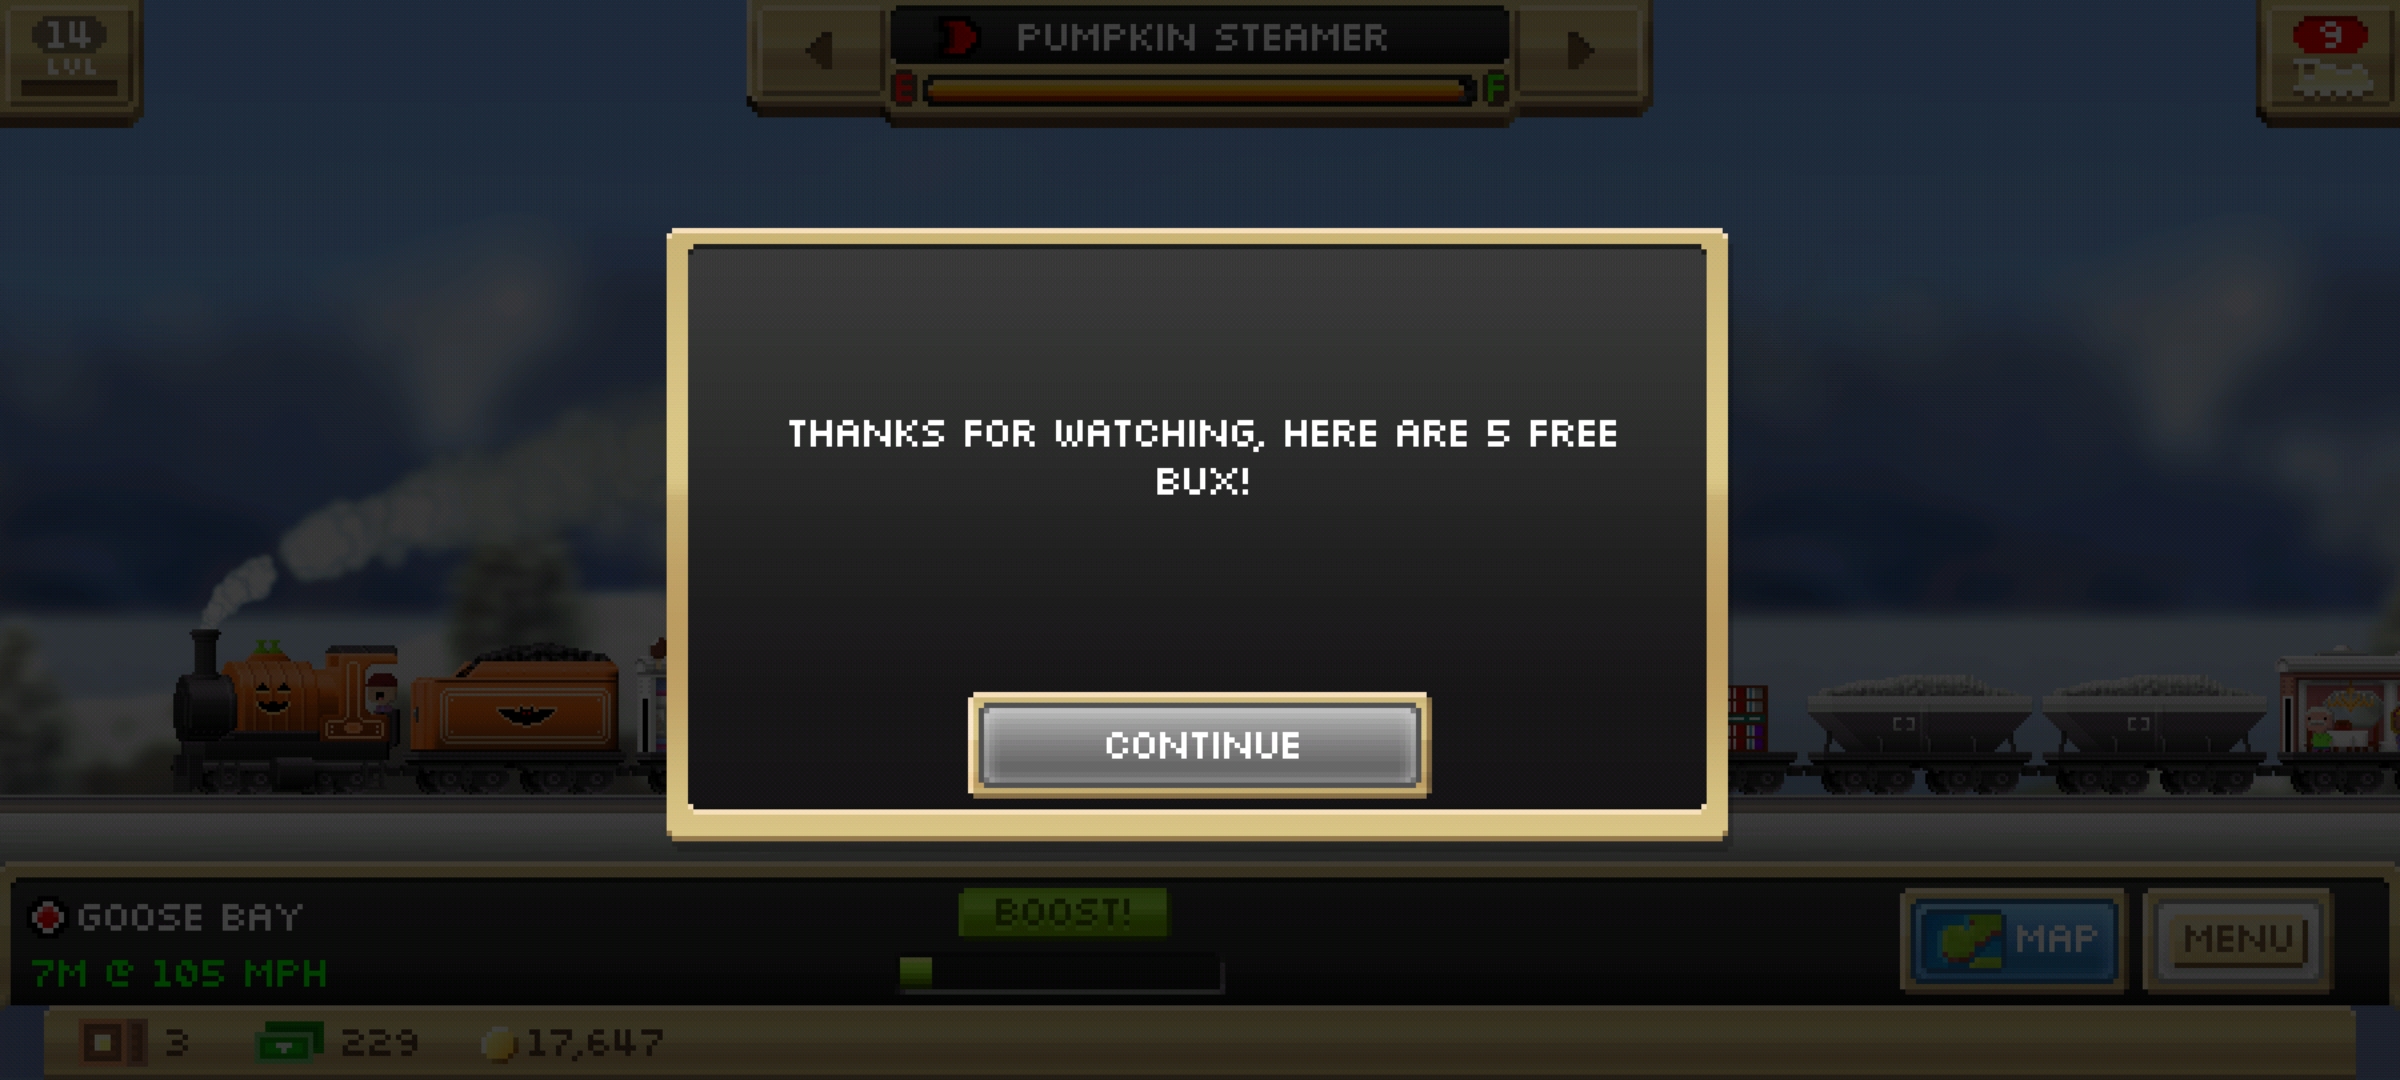 14
LVL
PUMPKIN STEAMER
E F
9
THANKS FOR WATCHING, HERE ARE 5 FREE
BUX!
CONTINUE
GOOSE BAY
7M @ 105 MPH
BOOST!
MAP
MENU
3 229 17,647